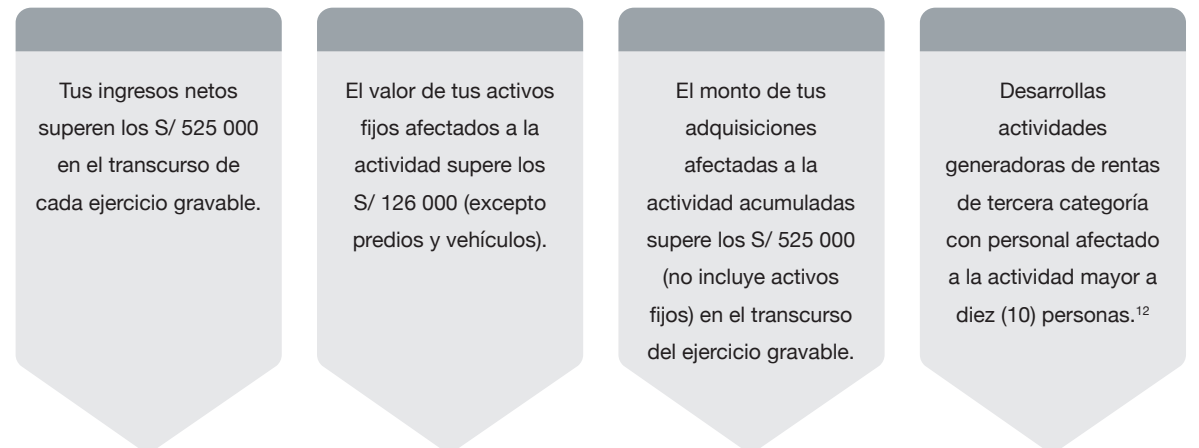 Tus ingresos netos
superen los S/ 525 000
en el transcurso de
cada ejercicio gravable.
El valor de tus activos
fijos afectados a la
actividad supere los
S/ 126 000 (excepto
predios y vehículos).
El monto de tus
adquisiciones
afectadas a la
actividad acumuladas
supere los S/ 525 000
(no incluye activos
fijos) en el transcurso
del ejercicio gravable.
Desarrollas
actividades
generadoras de rentas
de tercera categoría
con personal afectado
a la actividad mayor a
diez (10) personas.¹²